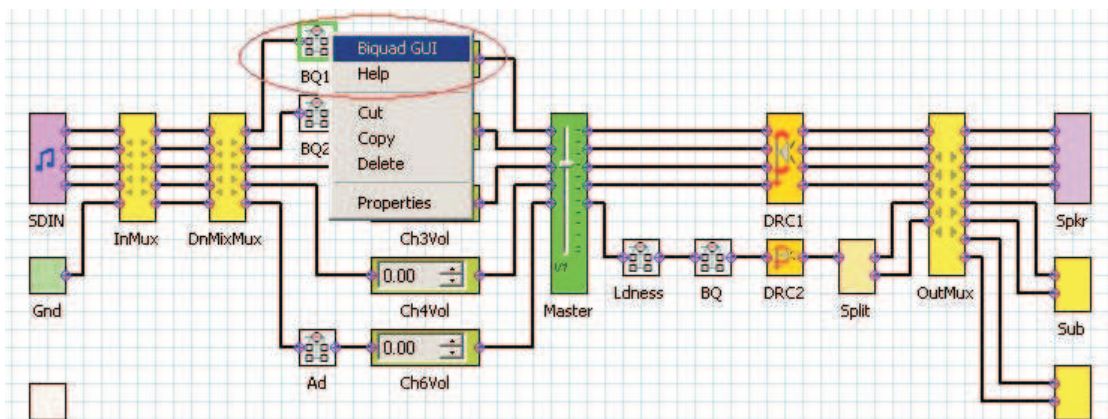 BQ1
Biquad GUI
Help
Cut
Copy
Delete
Properties
BQ2
SDIN
InMux
DnMixMux
Ch3Vol
Gnd
0.00
Ch4Vol
Master
Ldness
BQ
DRC1
DRC2
Split
OutMux
Spkr
Sub
Ad
0.00
Ch6Vol